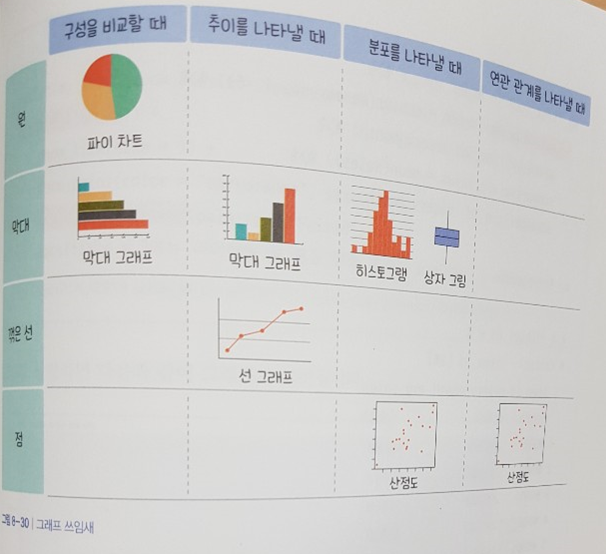 구성을 비교할 때
추이를 나타낼 때
분포를 나타낼 때
연관 관계를 나타낼 때
원
파이 차트
막대
막대 그래프
막대 그래프
히스토그램
상자 그림
꺾은 선
선 그래프
점
산정도
산정도
그림 8-30 | 그래프 쓰임새